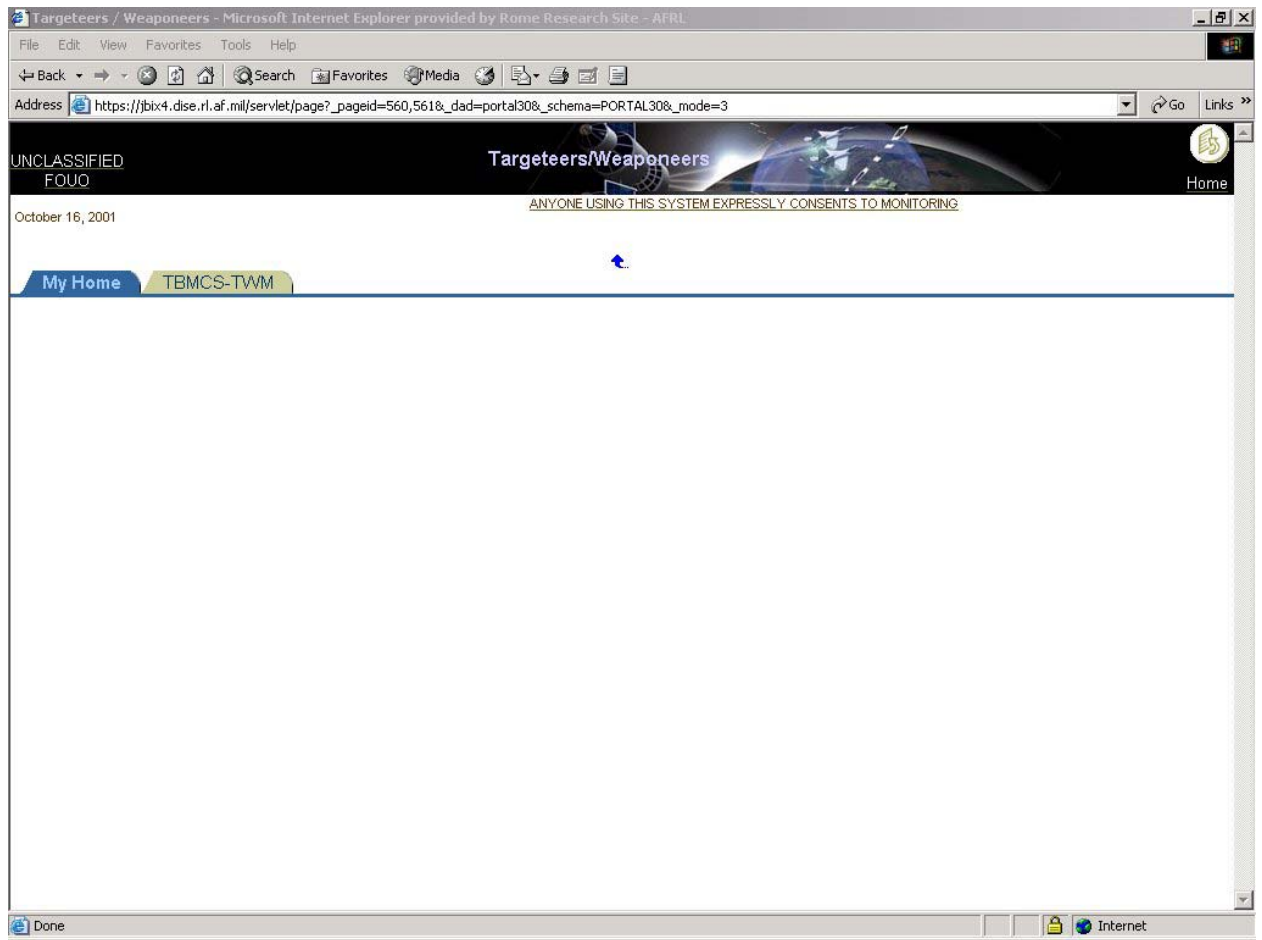 Targeteers / Weaponeers - Microsoft Internet Explorer provided by Rome Research Site - AFRL
File Edit View Favorites Tools Help
Back Search Favorites Media
Address https://jbix4.dise.rl.af.mil/servlet/page?_pageid=560,561&_dad=portal30&_schema=PORTAL30&_mode=3 Go Links »
UNCLASSIFIED
FOUO
Targeteers/Weaponeers
Home
October 16, 2001
ANYONE USING THIS SYSTEM EXPRESSLY CONSENTS TO MONITORING
My Home TBMCS-TWM
Done Internet